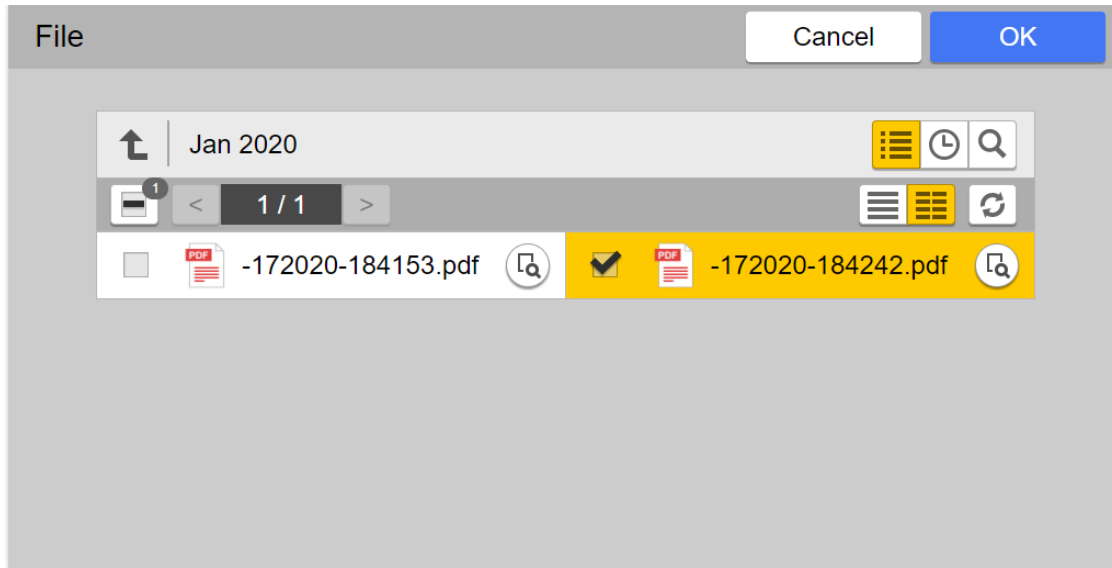 File Cancel OK
Jan 2020
1
< 1 / 1 >
PDF -172020-184153.pdf PDF -172020-184242.pdf